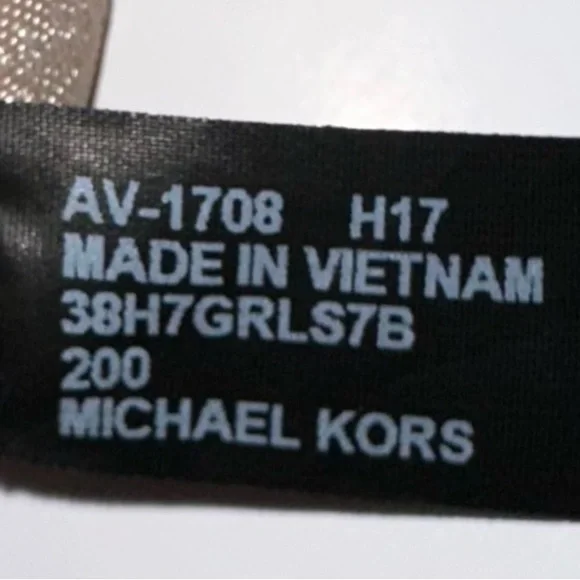 AV-1708 H17
MADE IN VIETNAM
38H7GRLS7B
200
MICHAEL KORS